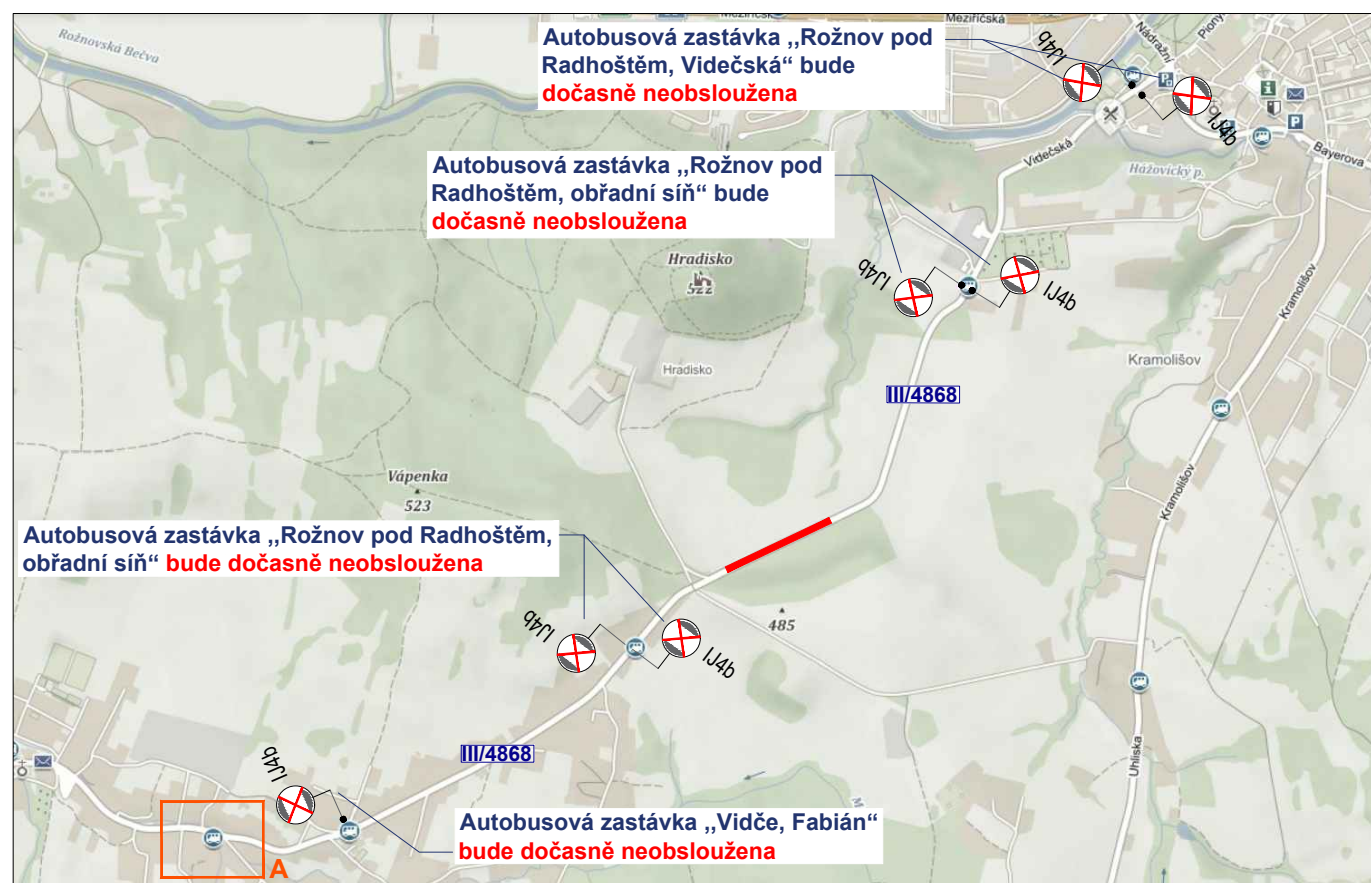 Meziříčská
Meziříčská
Rožnovská Bečva
Autobusová zastávka ,,Rožnov pod
Radhoštěm, Videčská“ bude
dočasně neobsloužena
IJ4b
IJ4b
Nádražní
Videčská
Hážovický p.
Bayerova
Autobusová zastávka ,,Rožnov pod
Radhoštěm, obřadní síň“ bude
dočasně neobsloužena
IJ4b
IJ4b
Hradisko
522
Hradisko
Kramolišov
Kramolišov
Kramolišov
III/4868
Vápenka
523
Autobusová zastávka ,,Rožnov pod Radhoštěm,
obřadní síň“ bude dočasně neobsloužena
IJ4b
IJ4b
485
Uhliska
III/4868
IJ4b
A
Autobusová zastávka ,,Vidče, Fabián“
bude dočasně neobsloužena